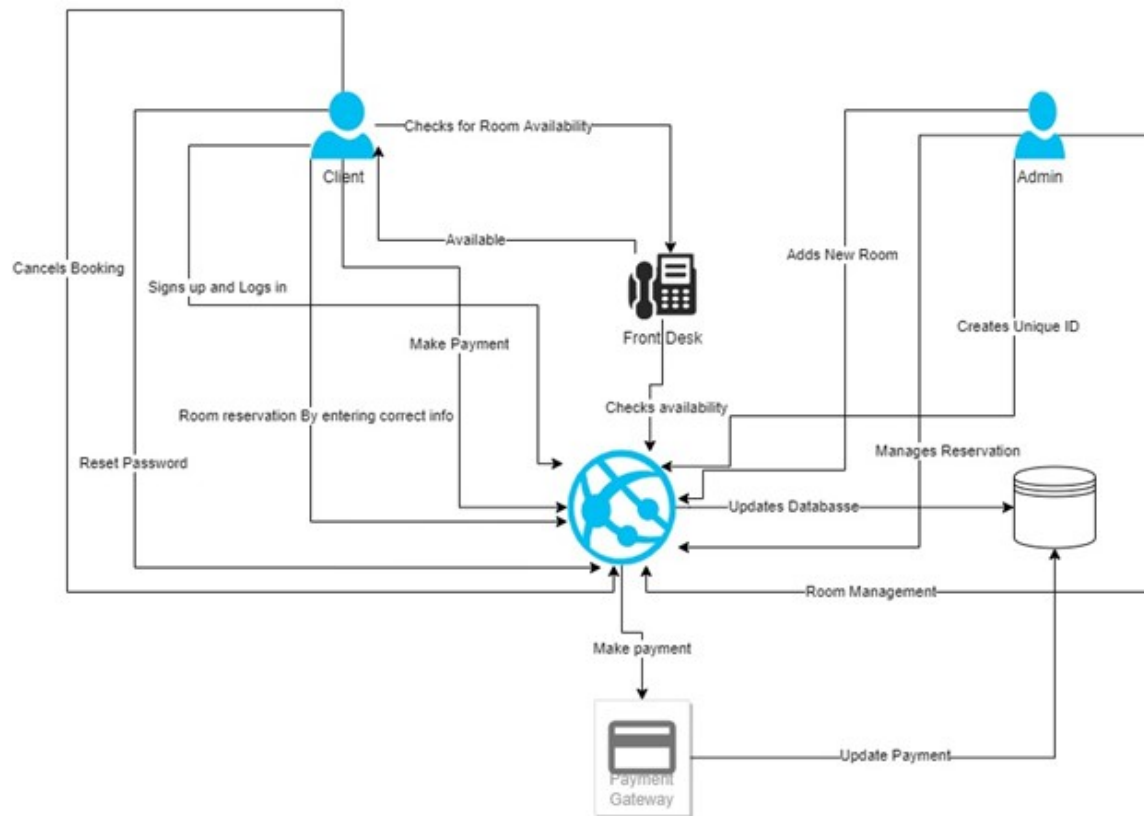 Checks for Room Availability
Client
Admin
Available
Adds New Room
Cancels Booking
Signs up and Logs in
Creates Unique ID
Front Desk
Make Payment
Checks availability
Room reservation By entering correct info
Manages Reservation
Reset Password
Updates Databasse
Room Management
Make payment
Update Payment
Payment
Gateway